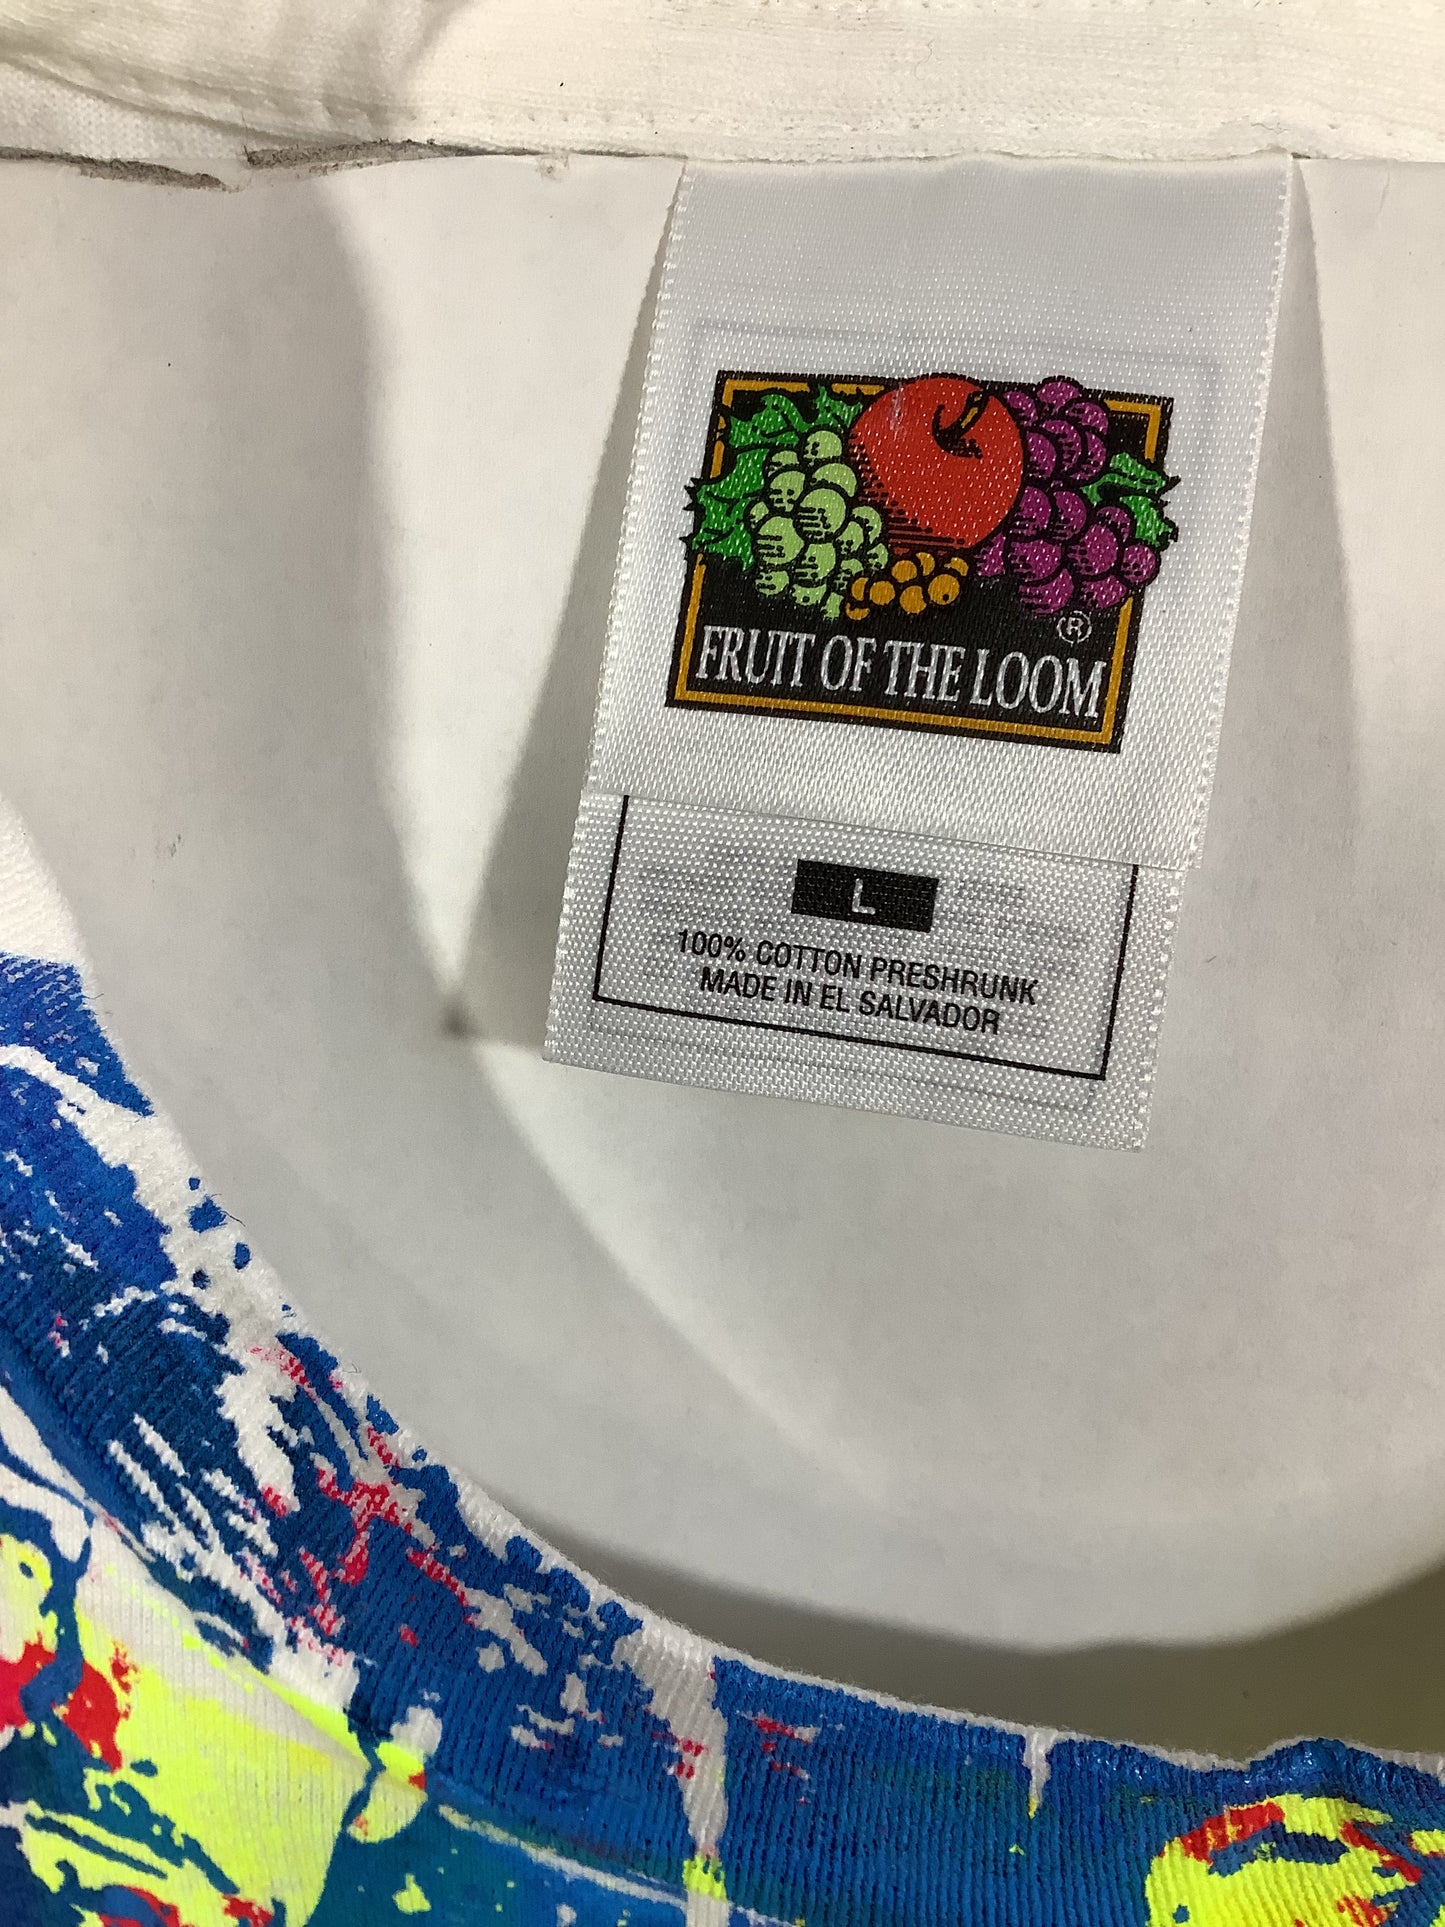 ®
FRUIT OF THE LOOM
L
100% COTTON PRESHRUNK
MADE IN EL SALVADOR